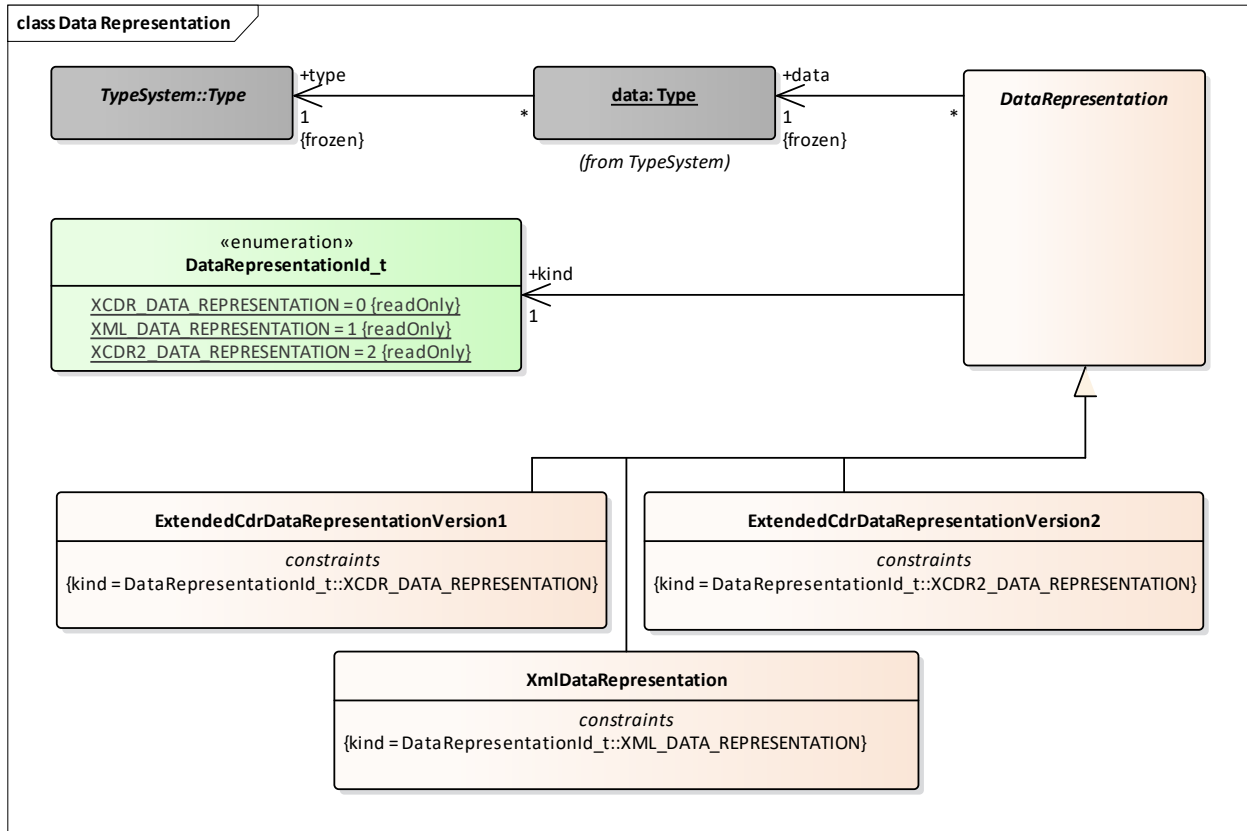 class Data Representation
TypeSystem::Type
+type
1
{frozen}
*
data: Type
(from TypeSystem)
+data
1
{frozen}
*
DataRepresentation
«enumeration»
DataRepresentationId_t
XCDR_DATA_REPRESENTATION = 0 {readOnly}
XML_DATA_REPRESENTATION = 1 {readOnly}
XCDR2_DATA_REPRESENTATION = 2 {readOnly}
+kind
1
ExtendedCdrDataRepresentationVersion1
constraints
{kind = DataRepresentationId_t::XCDR_DATA_REPRESENTATION}
ExtendedCdrDataRepresentationVersion2
constraints
{kind = DataRepresentationId_t::XCDR2_DATA_REPRESENTATION}
XmlDataRepresentation
constraints
{kind = DataRepresentationId_t::XML_DATA_REPRESENTATION}